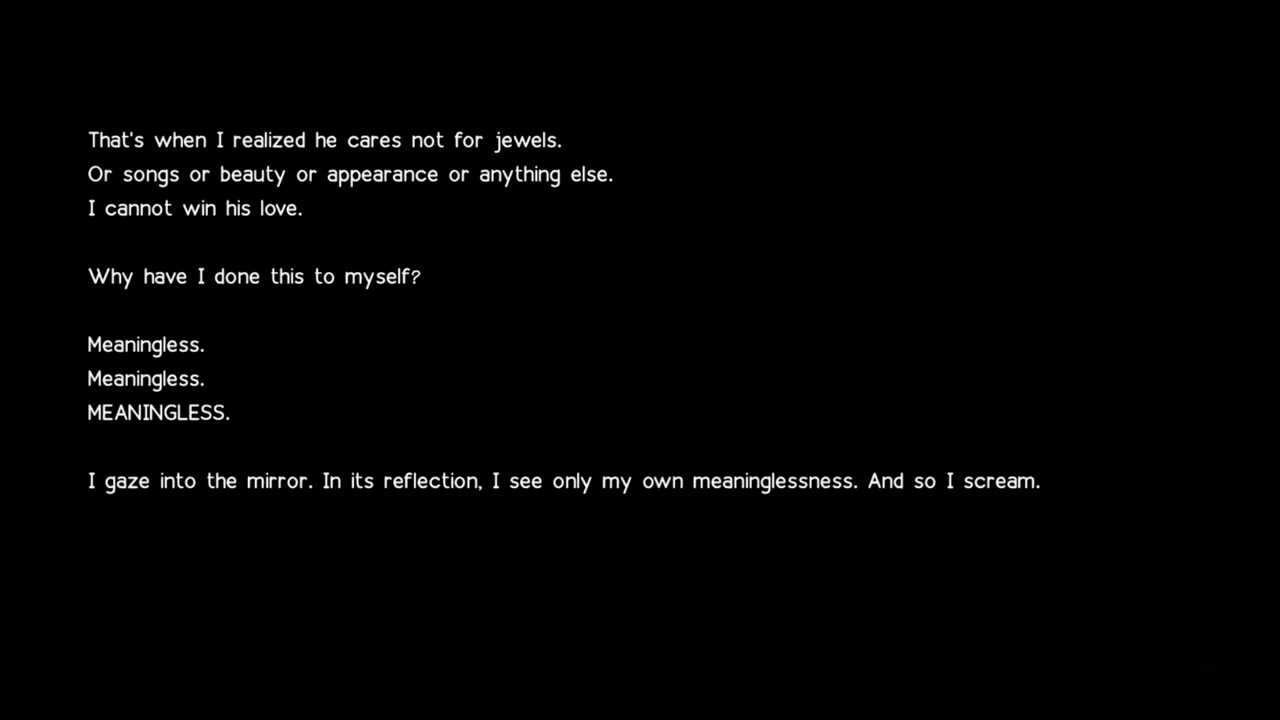 That's when I realized he cares not for jewels.
Or songs or beauty or appearance or anything else.
I cannot win his love.
Why have I done this to myself?
Meaningless.
Meaningless.
MEANINGLESS.
I gaze into the mirror. In its reflection, I see only my own meaninglessness. And so I scream.